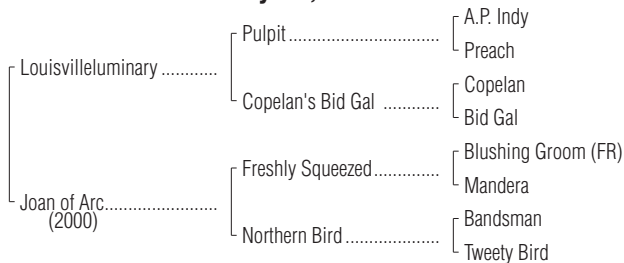 A.P. Indy
Pulpit........................................
Preach
Louisvilleluminary ............
Copelan
Copelan's Bid Gal ..............
Bid Gal
Blushing Groom (FR)
Freshly Squeezed................
Mandera
Joan of Arc........................
(2000)
Bandsman
Northern Bird......................
Tweety Bird